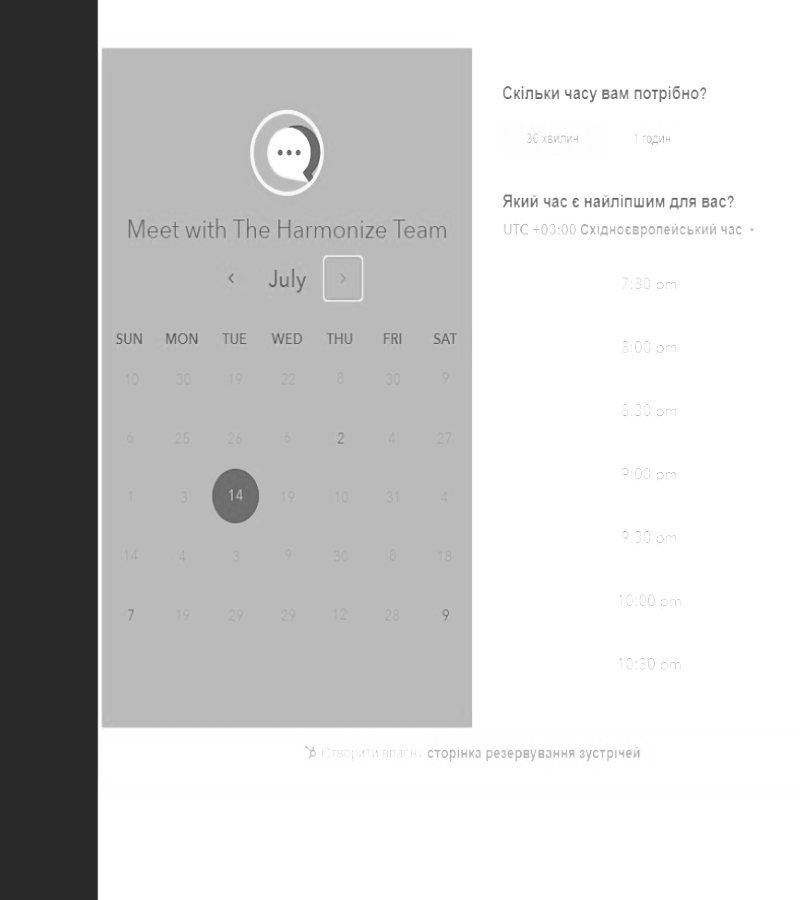 Meet with The Harmonize Team
July
SUN MON TUE WED THU FRI SAT
10 30 19 22 8 30 9
6 25 26 6 2 4 27
1 3 14 19 10 31 4
14 4 3 9 30 8 18
7 19 29 29 12 28 9
Скільки часу вам потрібно?
30 хвилин 1 годин
Який час є найліпшим для вас?
UTC +03:00 Східноєвропейський час
7:30 pm
8:00 pm
8:30 pm
9:00 pm
9:30 pm
10:00 pm
10:30 pm
Створити власну сторінка резервування зустрічей